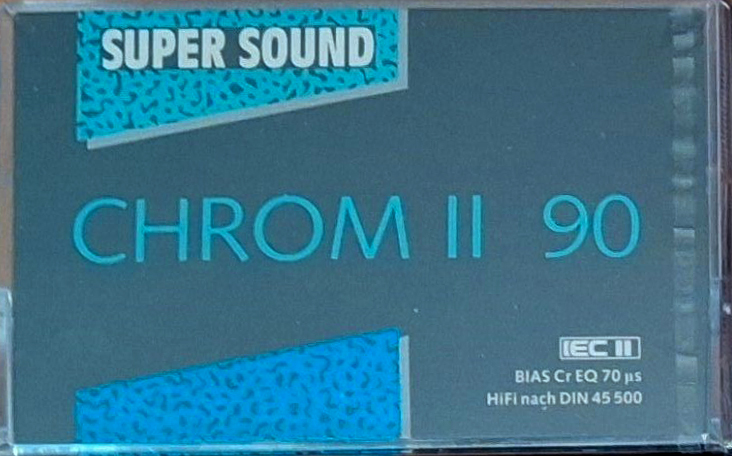 SUPER SOUND
CHROM II 90
IEC II
BIAS Cr EQ 70 µs
HiFi nach DIN 45 500